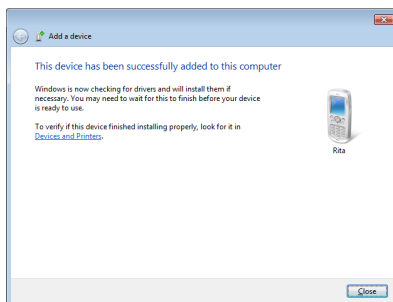 Add a device
This device has been successfully added to this computer
Windows is now checking for drivers and will install them if
necessary. You may need to wait for this to finish before your device
is ready to use.
To verify if this device finished installing properly, look for it in
Devices and Printers.
Rita
Close